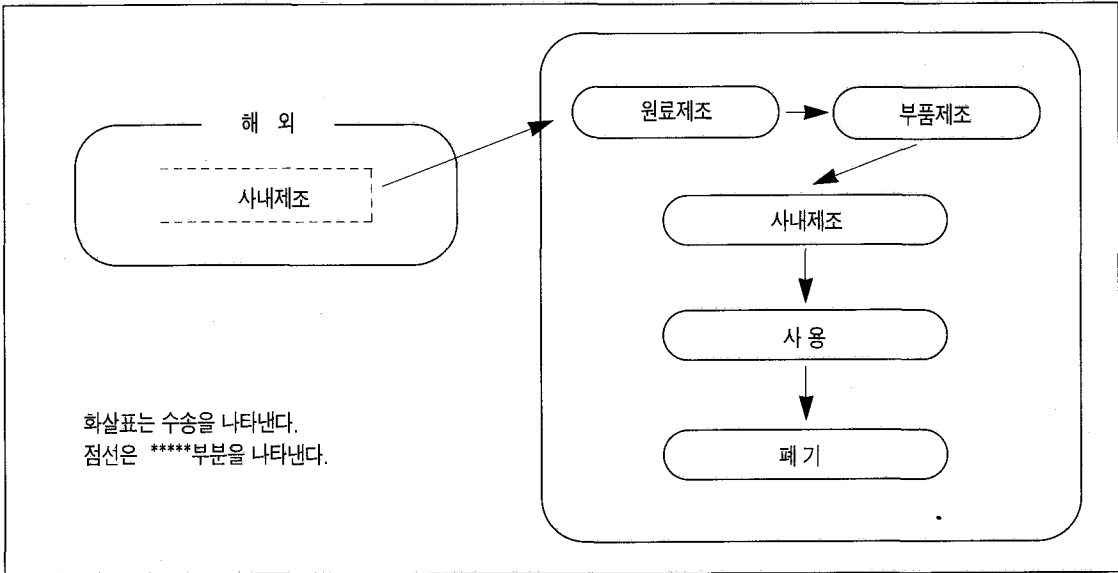 해 외
사내제조
원료제조
부품제조
사내제조
사 용
폐 기
화살표는 수송을 나타낸다.
점선은 *****부분을 나타낸다.